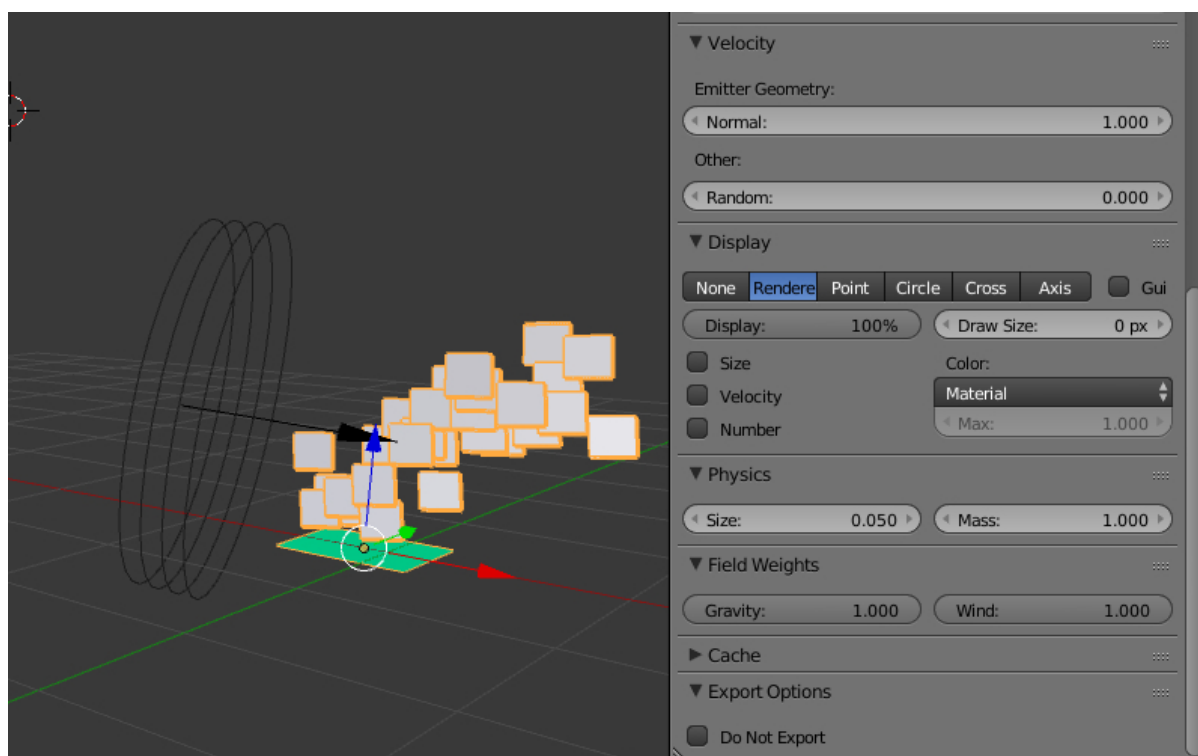 Velocity
Emitter Geometry:
Normal: 1.000
Other:
Random: 0.000
Display
None Rendere Point Circle Cross Axis Gui
Display: 100% Draw Size: 0 px
Size Color:
Velocity Material
Number Max: 1.000
Physics
Size: 0.050 Mass: 1.000
Field Weights
Gravity: 1.000 Wind: 1.000
Cache
Export Options
Do Not Export